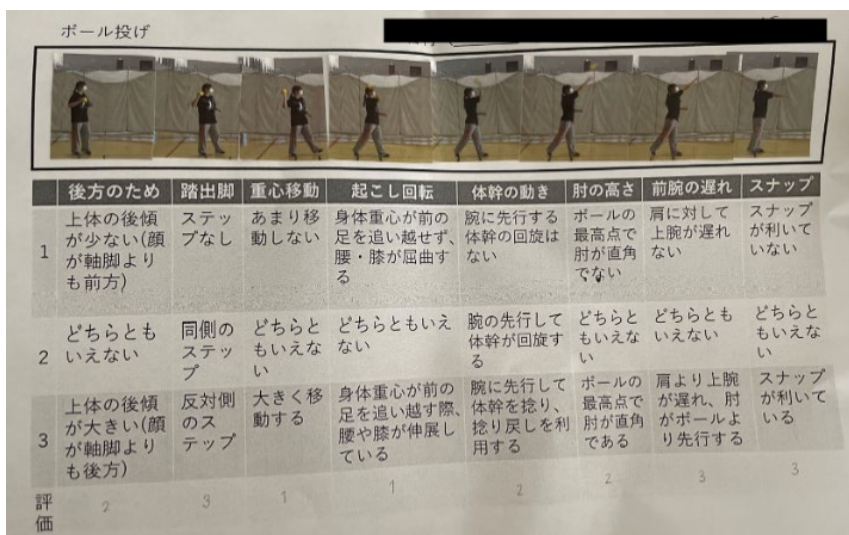 ボール投げ
後方のため 踏出脚 重心移動 起こし回転 体幹の動き 肘の高さ 前腕の遅れ スナップ
1
上体の後傾
が少ない(顔
が軸脚より
も前方)
ステッ
プなし
あまり移
動しない
身体重心が前の
足を追い越せず、
腰・膝が屈曲す
る
腕に先行する
体幹の回旋は
ない
ボールの
最高点で
肘が直角
でない
肩に対して
上腕が遅れ
ない
スナップ
が利いて
いない
2
どちらとも
いえない
同側の
ステッ
プ
どちらと
もいえな
い
どちらともいえ
ない
腕の先行して
体幹が回旋す
る
どちらと
もいえな
い
どちらとも
いえない
どちらと
もいえな
い
3
上体の後傾
が大きい(顔
が軸脚より
も後方)
反対側
のス
テップ
大きく移
動する
身体重心が前の
足を追い越す際、
腰や膝が伸展し
ている
腕に先行して
体幹を捻り、
捻り戻しを利
用する
ボールの
最高点で
肘が直角
である
肩より上腕
が遅れ、肘
がボールよ
り先行する
スナップ
が利いて
いる
評
価
2 3 1 1 2 2 3 3